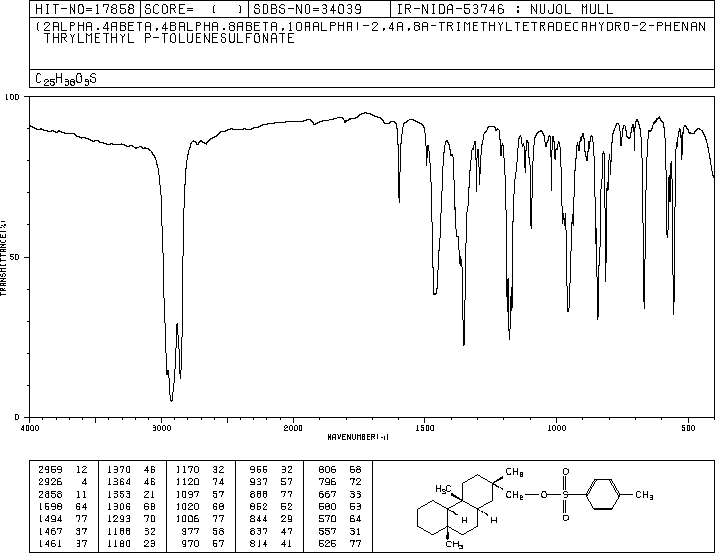 HIT-NO=17858 SCORE= ( ) SDBS-NO=34039 IR-NIDA-53746 : NUJOL MULL
(2ALPHA,4ABETA,4BALPHA,8ABETA,10AALPHA)-2,4A,8A-TRIMETHYLTETRADECAHYDRO-2-PHENAN
THRYLMETHYL P-TOLUENESULFONATE
C25H38O3S
100
50
0
TRANSMITTANCE(%)
4000 3000 2000 1500 1000 500
WAVENUMBER(-1)
2969 12 1370 46 1170 32 966 32 806 68
2926 4 1364 46 1120 74 937 57 796 72
2858 11 1353 21 1097 57 888 77 667 33
1598 64 1306 68 1020 68 852 52 580 53
1494 77 1293 70 1006 77 844 29 570 64
1467 37 1188 32 977 58 837 47 557 31
1461 37 1180 23 970 57 814 41 526 77
CH3
H3C
CH2
O
O
S
O
CH3
H
H
CH3